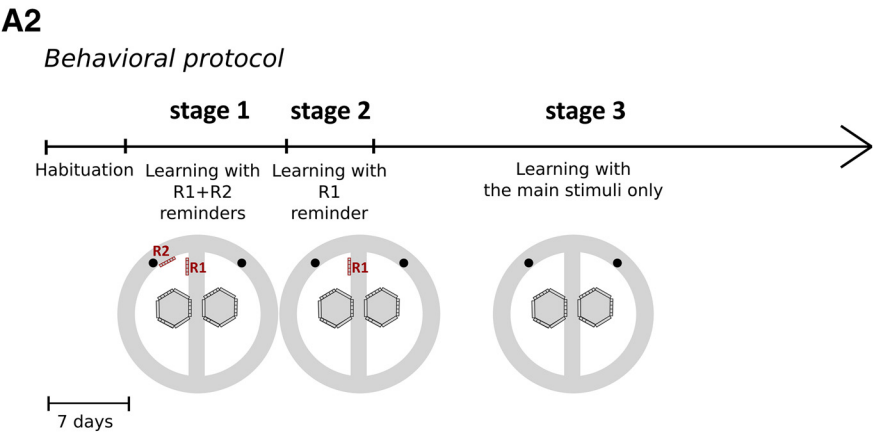 A2
Behavioral protocol
stage 1
stage 2
stage 3
Habituation
Learning with
R1+R2
reminders
Learning with
R1
reminder
Learning with
the main stimuli only
R2
R1
R1
7 days